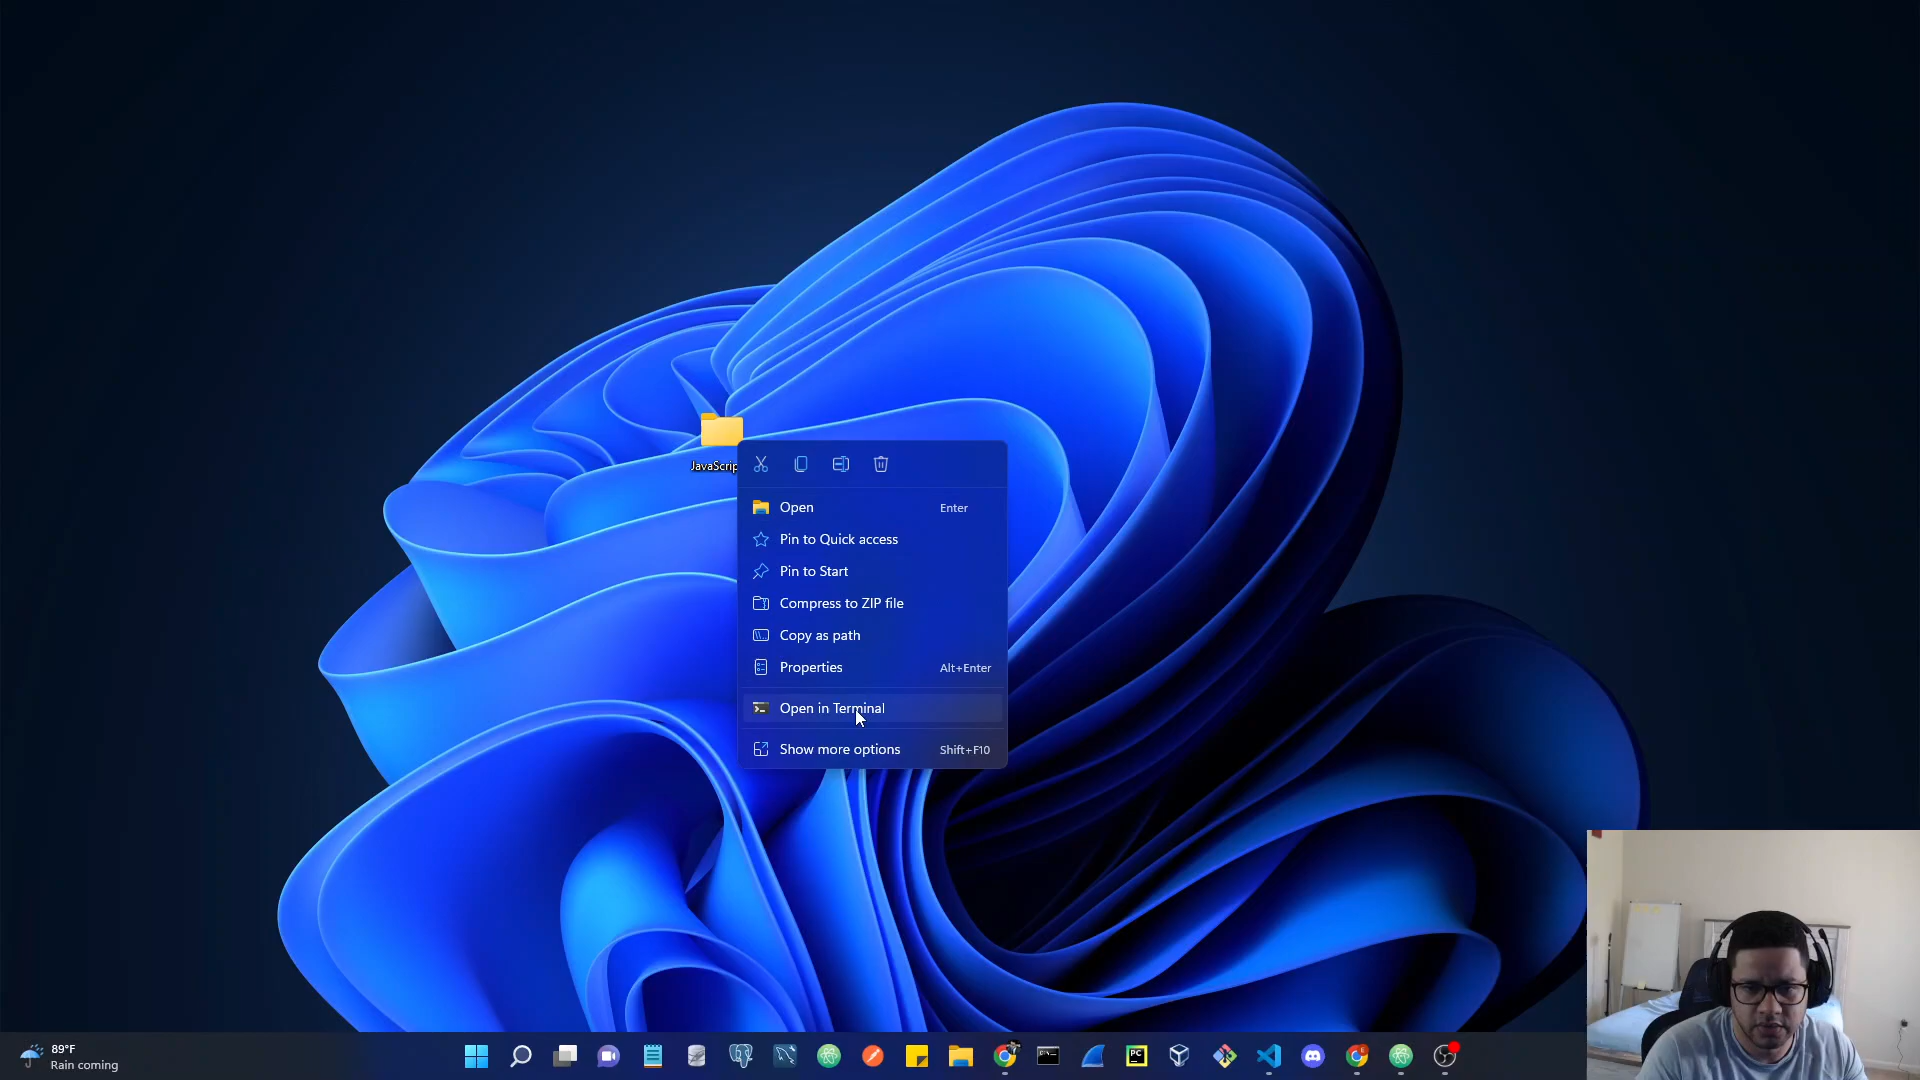 JavaScrip
Open Enter
Pin to Quick access
Pin to Start
Compress to ZIP file
Copy as path
Properties Alt+Enter
Open in Terminal
Show more options Shift+F10
89°F
Rain coming
PC